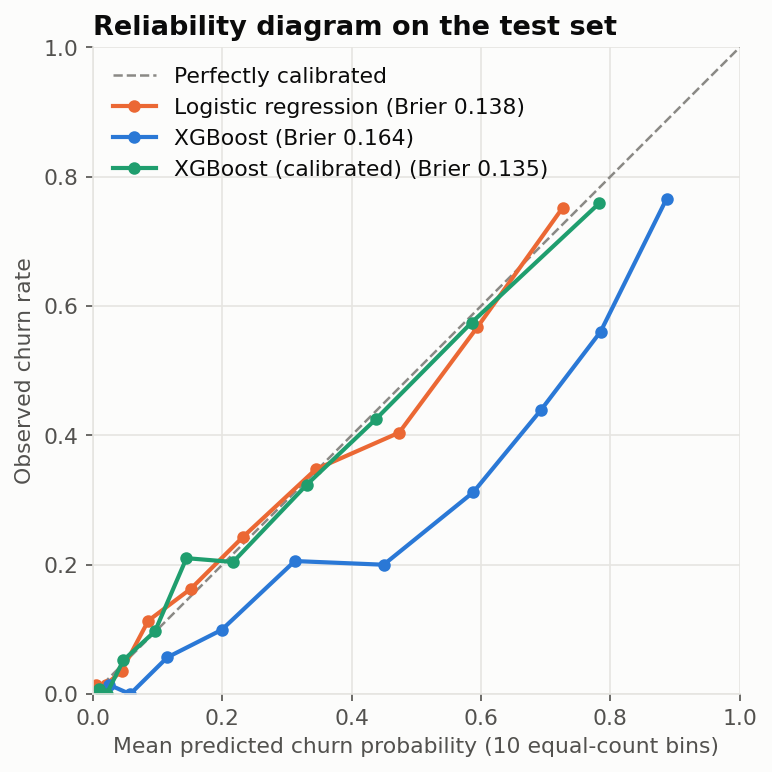 Reliability diagram on the test set
Perfectly calibrated
Logistic regression (Brier 0.138)
XGBoost (Brier 0.164)
XGBoost (calibrated) (Brier 0.135)
Observed churn rate
1.0
0.8
0.6
0.4
0.2
0.0
0.0 0.2 0.4 0.6 0.8 1.0
Mean predicted churn probability (10 equal-count bins)